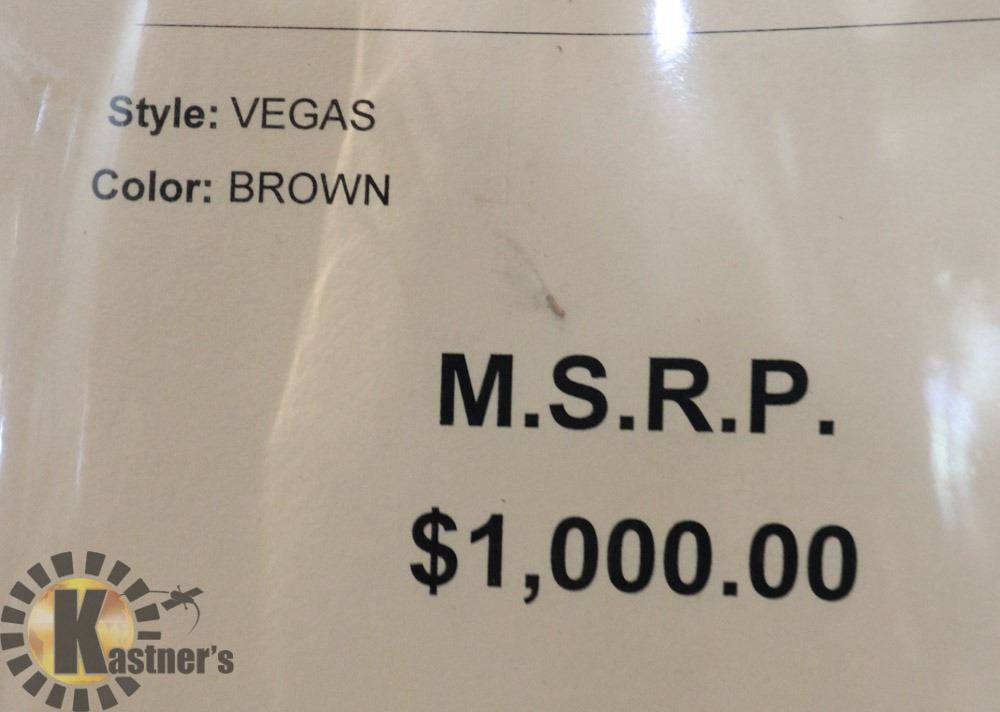 Style: VEGAS
Color: BROWN
M.S.R.P.
$1,000.00
Kastner's